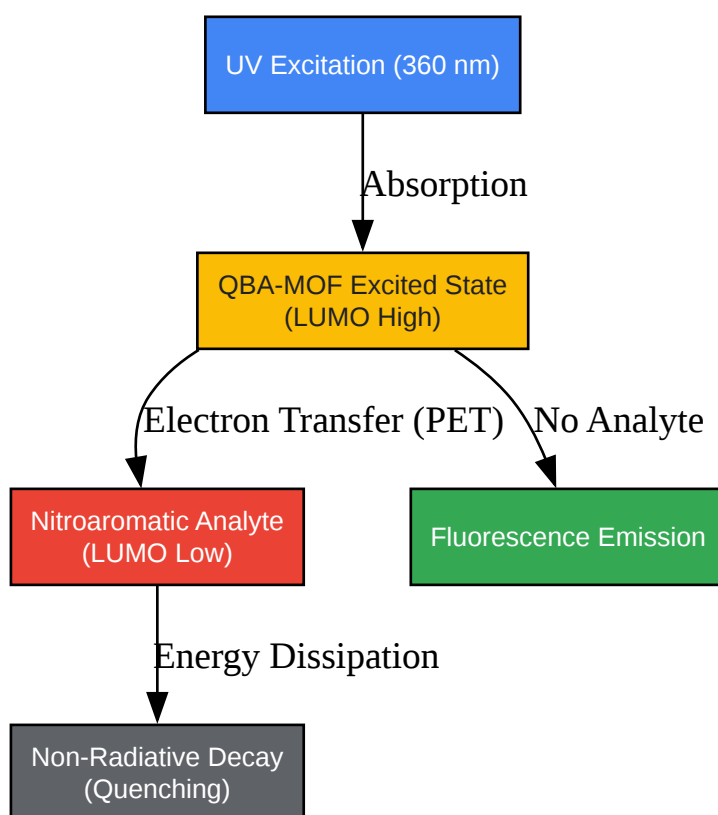 UV Excitation (360 nm)
Absorption
QBA-MOF Excited State
(LUMO High)
Electron Transfer (PET)
No Analyte
Nitroaromatic Analyte
(LUMO Low)
Fluorescence Emission
Energy Dissipation
Non-Radiative Decay
(Quenching)